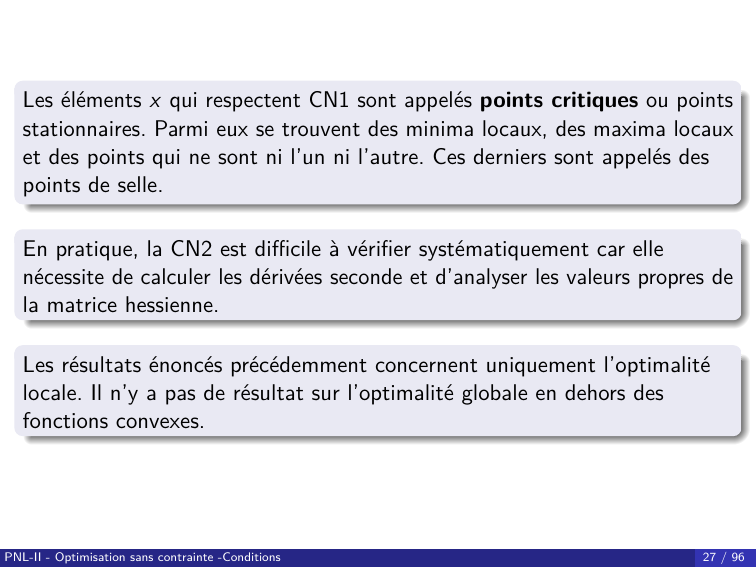 Les éléments x qui respectent CN1 sont appelés points critiques ou points
stationnaires. Parmi eux se trouvent des minima locaux, des maxima locaux
et des points qui ne sont ni l'un ni l'autre. Ces derniers sont appelés des
points de selle.
En pratique, la CN2 est difficile à vérifier systématiquement car elle
nécessite de calculer les dérivées seconde et d'analyser les valeurs propres de
la matrice hessienne.
Les résultats énoncés précédemment concernent uniquement l'optimalité
locale. Il n'y a pas de résultat sur l'optimalité globale en dehors des
fonctions convexes.
PNL-II - Optimisation sans contrainte -Conditions
27 / 96